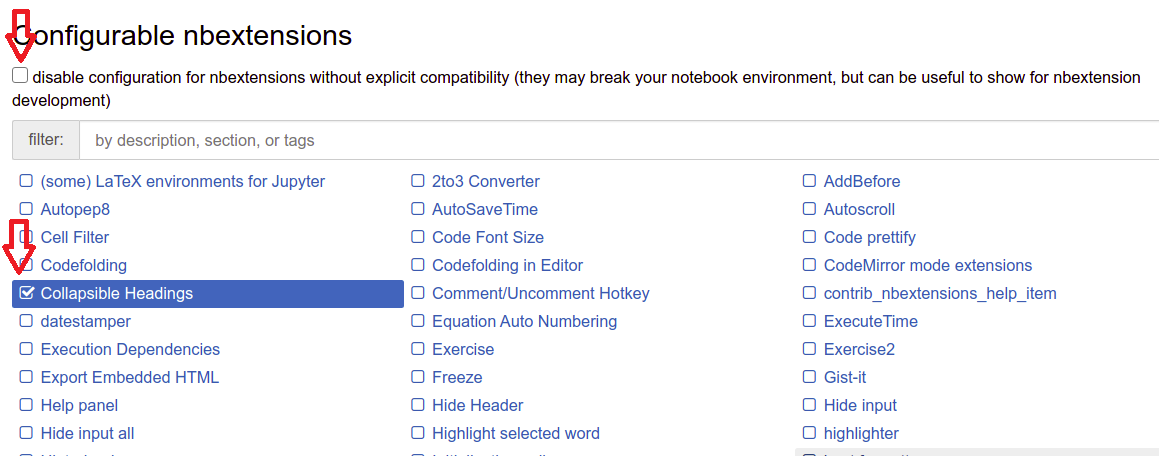 Configurable nbextensions
disable configuration for nbextensions without explicit compatibility (they may break your notebook environment, but can be useful to show for nbextension
development)
filter: by description, section, or tags
(some) LaTeX environments for Jupyter 2to3 Converter AddBefore
Autopep8 AutoSaveTime Autoscroll
Cell Filter Code Font Size Code prettify
Codefolding Codefolding in Editor CodeMirror mode extensions
Collapsible Headings Comment/Uncomment Hotkey contrib_nbextensions_help_item
datestamper Equation Auto Numbering ExecuteTime
Execution Dependencies Exercise Exercise2
Export Embedded HTML Freeze Gist-it
Help panel Hide Header Hide input
Hide input all Highlight selected word highlighter